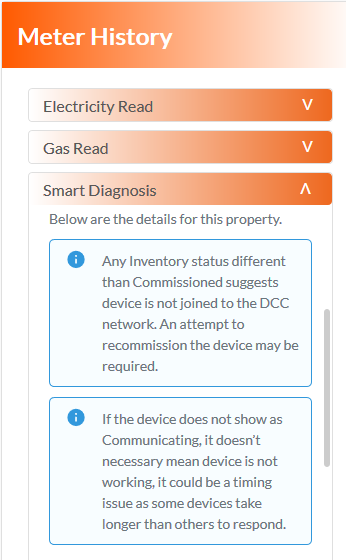 Meter History
Electricity Read
V
Gas Read
V
Smart Diagnosis
Λ
Below are the details for this property.
Any Inventory status different
than Commissioned suggests
device is not joined to the DCC
network. An attempt to
recommission the device may be
required.
If the device does not show as
Communicating, it doesn't
necessary mean device is not
working, it could be a timing
issue as some devices take
longer than others to respond.